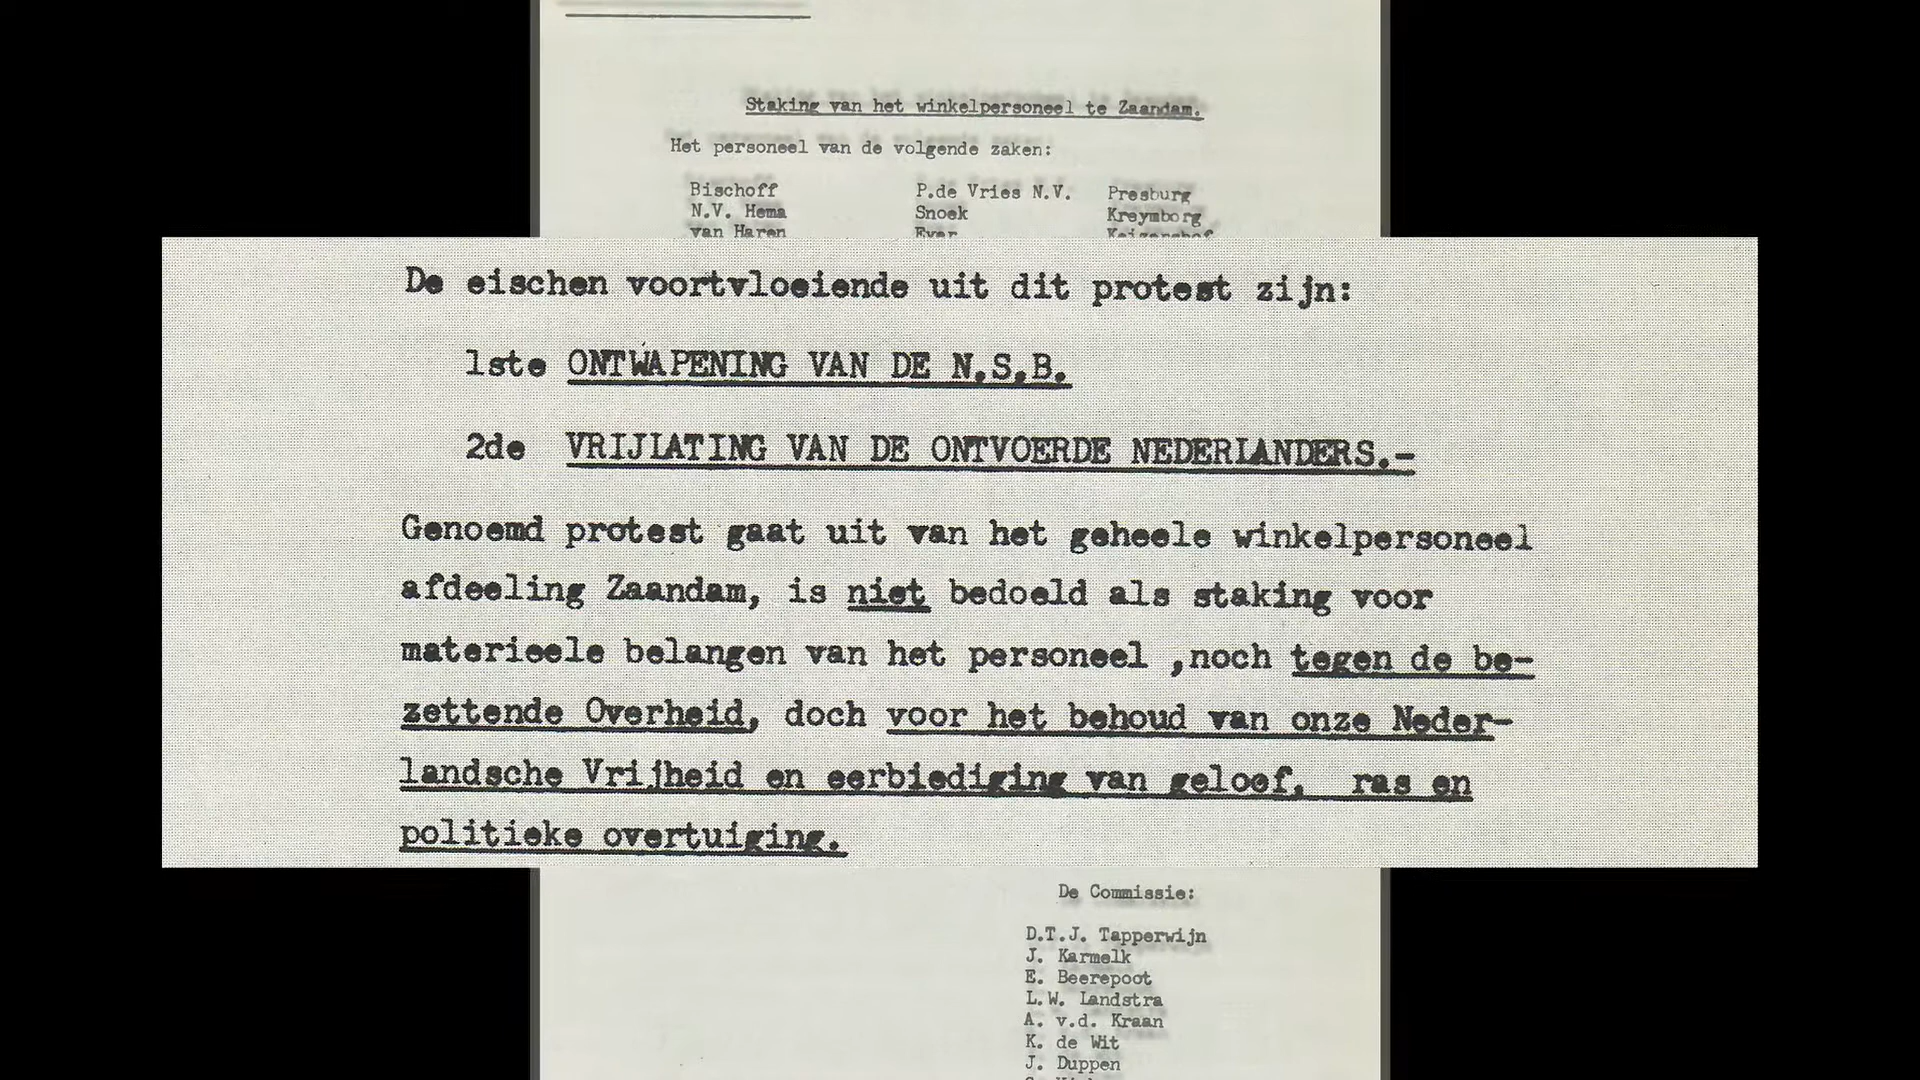 Staking van het winkelpersoneel te Zaandam.
Het personeel van de volgende zaken:
Bischoff P.de Vries N.V. Presburg
N.V. Hema Snoek Kreymborg
van Haren Ever
De eischen voortvloeiende uit dit protest zijn:
1ste ONTWAPENING VAN DE N.S.B.
2de VRIJLATING VAN DE ONTVOERDE NEDERLANDERS.-
Genoemd protest gaat uit van het geheele winkelpersoneel
afdeeling Zaandam, is niet bedoeld als staking voor
materieele belangen van het personeel ,noch tegen de be-
zettende Overheid, doch voor het behoud van onze Neder-
landsche Vrijheid en eerbiediging van geloof, ras en
politieke overtuiging.
De Commissie:
D.T.J. Tapperwijn
J. Karmelk
E. Beerepoot
L.W. Landstra
A. v.d. Kraan
K. de Wit
J. Duppen